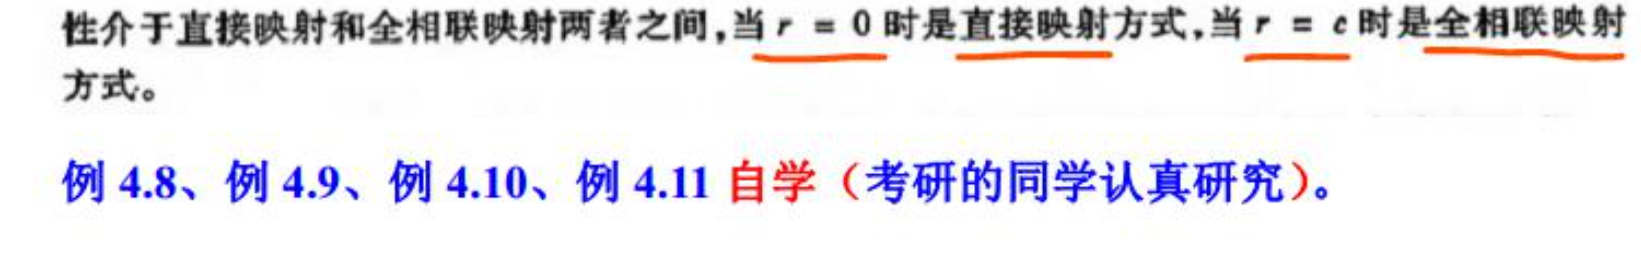 性介于直接映射和全相联映射两者之间,当 r = 0 时是直接映射方式,当 r = c 时是全相联映射
方式。
例 4.8、例 4.9、例 4.10、例 4.11 自学（考研的同学认真研究）。